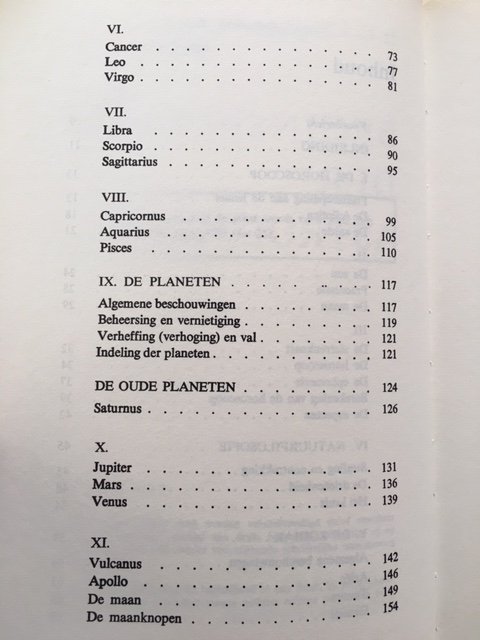 VI.
Cancer . . . . . . . . . . . . . 73
Leo . . . . . . . . . . . . . 77
Virgo . . . . . . . . . . . . . 81
VII.
Libra . . . . . . . . . . . . . 86
Scorpio . . . . . . . . . . . . . 90
Sagittarius . . . . . . . . . . . . 95
VIII.
Capricornus . . . . . . . . . . . 99
Aquarius . . . . . . . . . . . . 105
Pisces . . . . . . . . . . . . 110
IX. DE PLANETEN . . . . . . . . 117
Algemene beschouwingen . . . . . . . 117
Beheersing en vernietiging . . . . . . . 119
Verheffing (verhoging) en val . . . . . . 121
Indeling der planeten . . . . . . . . 121
DE OUDE PLANETEN . . . . . . . 124
Saturnus . . . . . . . . . . . . 126
X.
Jupiter . . . . . . . . . . . . 131
Mars . . . . . . . . . . . . 136
Venus . . . . . . . . . . . . 139
XI.
Vulcanus . . . . . . . . . . . . 142
Apollo . . . . . . . . . . . . 146
De maan . . . . . . . . . . . . 149
De maanknopen . . . . . . . . . . 154